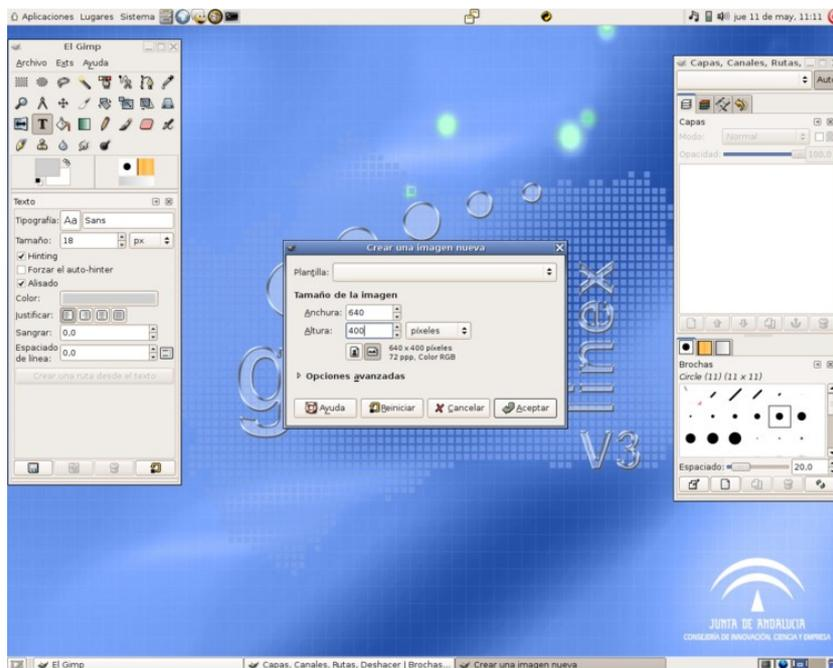 Aplicaciones Lugares Sistema
jue 11 de may, 11:11
El Gimp
Archivo Exts Ayuda
Texto
Tipografía: Aa Sans
Tamaño: 18 px
Hinting
Forzar el auto-hinter
Alisado
Color:
Justificar:
Sangrar: 0,0
Espaciado de línea: 0,0
Crear una ruta desde el texto
Crear una imagen nueva
Plantilla:
Tamaño de la imagen
Anchura: 640
Altura: 400 píxeles
640 x 400 píxeles
72 ppp, Color RGB
Opciones avanzadas
Ayuda Reiniciar Cancelar Aceptar
linex
V3
Capas, Canales, Rutas,
Auto
Capas
Modo: Normal
Opacidad: 100,0
Brochas
Circle (11) (11 x 11)
Espaciado: 20,0
JUNTA DE ANDALUCIA
CONSEJERÍA DE INNOVACIÓN, CIENCIA Y EMPRESA
El Gimp
Capas, Canales, Rutas, Deshacer | Brochas...
Crear una imagen nueva